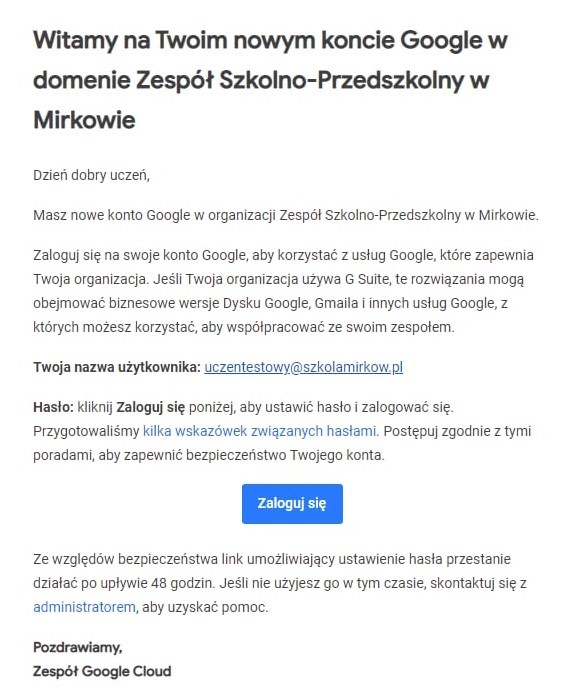 Witamy na Twoim nowym koncie Google w
domenie Zespół Szkolno-Przedszkolny w
Mirkowie
Dzień dobry uczeń,
Masz nowe konto Google w organizacji Zespół Szkolno-Przedszkolny w Mirkowie.
Zaloguj się na swoje konto Google, aby korzystać z usług Google, które zapewnia
Twoja organizacja. Jeśli Twoja organizacja używa G Suite, te rozwiązania mogą
obejmować biznesowe wersje Dysku Google, Gmaila i innych usług Google, z
których możesz korzystać, aby współpracować ze swoim zespołem.
Twoja nazwa użytkownika: uczentestowy@szkolamirkow.pl
Hasło: kliknij Zaloguj się poniżej, aby ustawić hasło i zalogować się.
Przygotowaliśmy kilka wskazówek związanych hasłami. Postępuj zgodnie z tymi
poradami, aby zapewnić bezpieczeństwo Twojego konta.
Zaloguj się
Ze względów bezpieczeństwa link umożliwiający ustawienie hasła przestanie
działać po upływie 48 godzin. Jeśli nie użyjesz go w tym czasie, skontaktuj się z
administratorem, aby uzyskać pomoc.
Pozdrawiamy,
Zespół Google Cloud